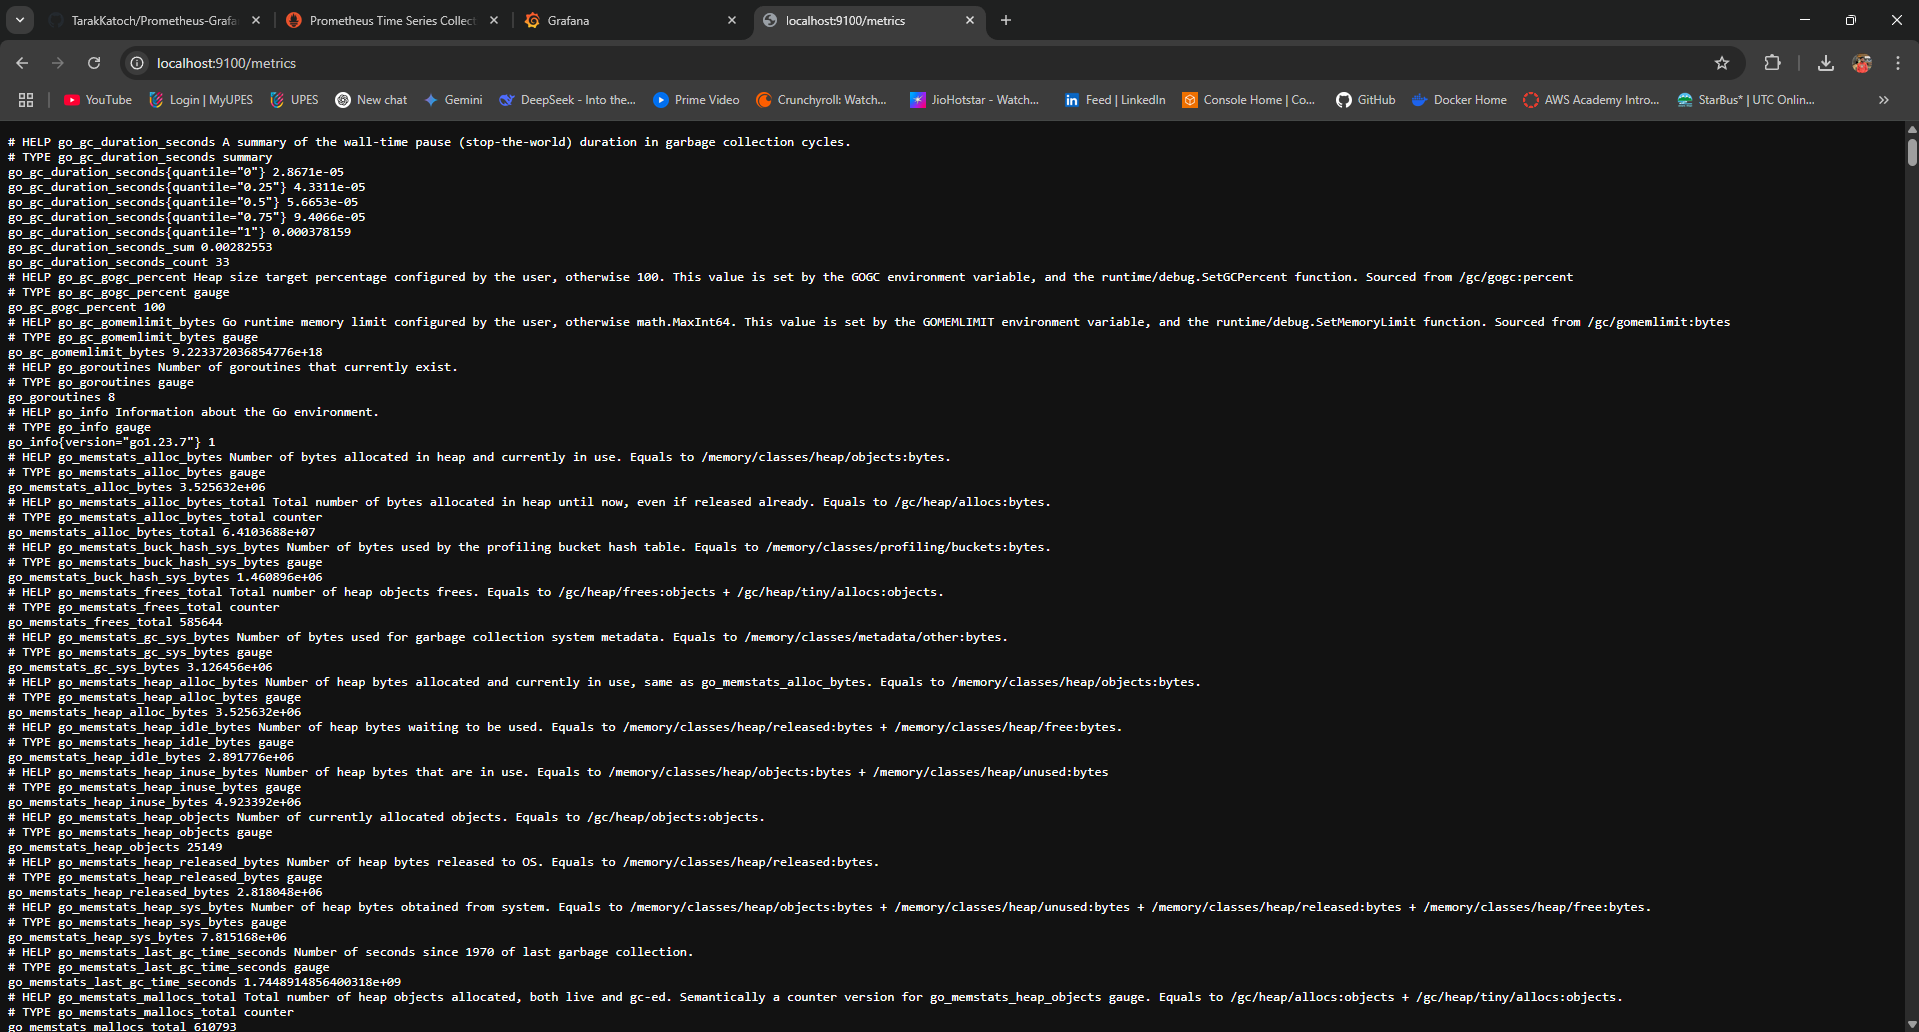 TarakKatoch/Prometheus-Grafa
Prometheus Time Series Collect
Grafana
localhost:9100/metrics
localhost:9100/metrics
YouTube
Login | MyUPES
UPES
New chat
Gemini
DeepSeek - Into the...
Prime Video
Crunchyroll: Watch...
JioHotstar - Watch...
Feed | LinkedIn
Console Home | Co...
GitHub
Docker Home
AWS Academy Intro...
StarBus* | UTC Onlin...
# HELP go_gc_duration_seconds A summary of the wall-time pause (stop-the-world) duration in garbage collection cycles.
# TYPE go_gc_duration_seconds summary
go_gc_duration_seconds{quantile="0"} 2.8671e-05
go_gc_duration_seconds{quantile="0.25"} 4.3311e-05
go_gc_duration_seconds{quantile="0.5"} 5.6653e-05
go_gc_duration_seconds{quantile="0.75"} 9.4066e-05
go_gc_duration_seconds{quantile="1"} 0.000378159
go_gc_duration_seconds_sum 0.00282553
go_gc_duration_seconds_count 33
# HELP go_gc_gogc_percent Heap size target percentage configured by the user, otherwise 100. This value is set by the GOGC environment variable, and the runtime/debug.SetGCPercent function. Sourced from /gc/gogc:percent
# TYPE go_gc_gogc_percent gauge
go_gc_gogc_percent 100
# HELP go_gc_gomemlimit_bytes Go runtime memory limit configured by the user, otherwise math.MaxInt64. This value is set by the GOMEMLIMIT environment variable, and the runtime/debug.SetMemoryLimit function. Sourced from /gc/gomemlimit:bytes
# TYPE go_gc_gomemlimit_bytes gauge
go_gc_gomemlimit_bytes 9.223372036854776e+18
# HELP go_goroutines Number of goroutines that currently exist.
# TYPE go_goroutines gauge
go_goroutines 8
# HELP go_info Information about the Go environment.
# TYPE go_info gauge
go_info{version="go1.23.7"} 1
# HELP go_memstats_alloc_bytes Number of bytes allocated in heap and currently in use. Equals to /memory/classes/heap/objects:bytes.
# TYPE go_memstats_alloc_bytes gauge
go_memstats_alloc_bytes 3.525632e+06
# HELP go_memstats_alloc_bytes_total Total number of bytes allocated in heap until now, even if released already. Equals to /gc/heap/allocs:bytes.
# TYPE go_memstats_alloc_bytes_total counter
go_memstats_alloc_bytes_total 6.4103688e+07
# HELP go_memstats_buck_hash_sys_bytes Number of bytes used by the profiling bucket hash table. Equals to /memory/classes/profiling/buckets:bytes.
# TYPE go_memstats_buck_hash_sys_bytes gauge
go_memstats_buck_hash_sys_bytes 1.460896e+06
# HELP go_memstats_frees_total Total number of heap objects frees. Equals to /gc/heap/frees:objects + /gc/heap/tiny/allocs:objects.
# TYPE go_memstats_frees_total counter
go_memstats_frees_total 585644
# HELP go_memstats_gc_sys_bytes Number of bytes used for garbage collection system metadata. Equals to /memory/classes/metadata/other:bytes.
# TYPE go_memstats_gc_sys_bytes gauge
go_memstats_gc_sys_bytes 3.126456e+06
# HELP go_memstats_heap_alloc_bytes Number of heap bytes allocated and currently in use, same as go_memstats_alloc_bytes. Equals to /memory/classes/heap/objects:bytes.
# TYPE go_memstats_heap_alloc_bytes gauge
go_memstats_heap_alloc_bytes 3.525632e+06
# HELP go_memstats_heap_idle_bytes Number of heap bytes waiting to be used. Equals to /memory/classes/heap/released:bytes + /memory/classes/heap/free:bytes.
# TYPE go_memstats_heap_idle_bytes gauge
go_memstats_heap_idle_bytes 2.891776e+06
# HELP go_memstats_heap_inuse_bytes Number of heap bytes that are in use. Equals to /memory/classes/heap/objects:bytes + /memory/classes/heap/unused:bytes
# TYPE go_memstats_heap_inuse_bytes gauge
go_memstats_heap_inuse_bytes 4.923392e+06
# HELP go_memstats_heap_objects Number of currently allocated objects. Equals to /gc/heap/objects:objects.
# TYPE go_memstats_heap_objects gauge
go_memstats_heap_objects 25149
# HELP go_memstats_heap_released_bytes Number of heap bytes released to OS. Equals to /memory/classes/heap/released:bytes.
# TYPE go_memstats_heap_released_bytes gauge
go_memstats_heap_released_bytes 2.818048e+06
# HELP go_memstats_heap_sys_bytes Number of heap bytes obtained from system. Equals to /memory/classes/heap/objects:bytes + /memory/classes/heap/unused:bytes + /memory/classes/heap/released:bytes + /memory/classes/heap/free:bytes.
# TYPE go_memstats_heap_sys_bytes gauge
go_memstats_heap_sys_bytes 7.815168e+06
# HELP go_memstats_last_gc_time_seconds Number of seconds since 1970 of last garbage collection.
# TYPE go_memstats_last_gc_time_seconds gauge
go_memstats_last_gc_time_seconds 1.7448914856400318e+09
# HELP go_memstats_mallocs_total Total number of heap objects allocated, both live and gc-ed. Semantically a counter version for go_memstats_heap_objects gauge. Equals to /gc/heap/allocs:objects + /gc/heap/tiny/allocs:objects.
# TYPE go_memstats_mallocs_total counter
go_memstats_mallocs_total 610793